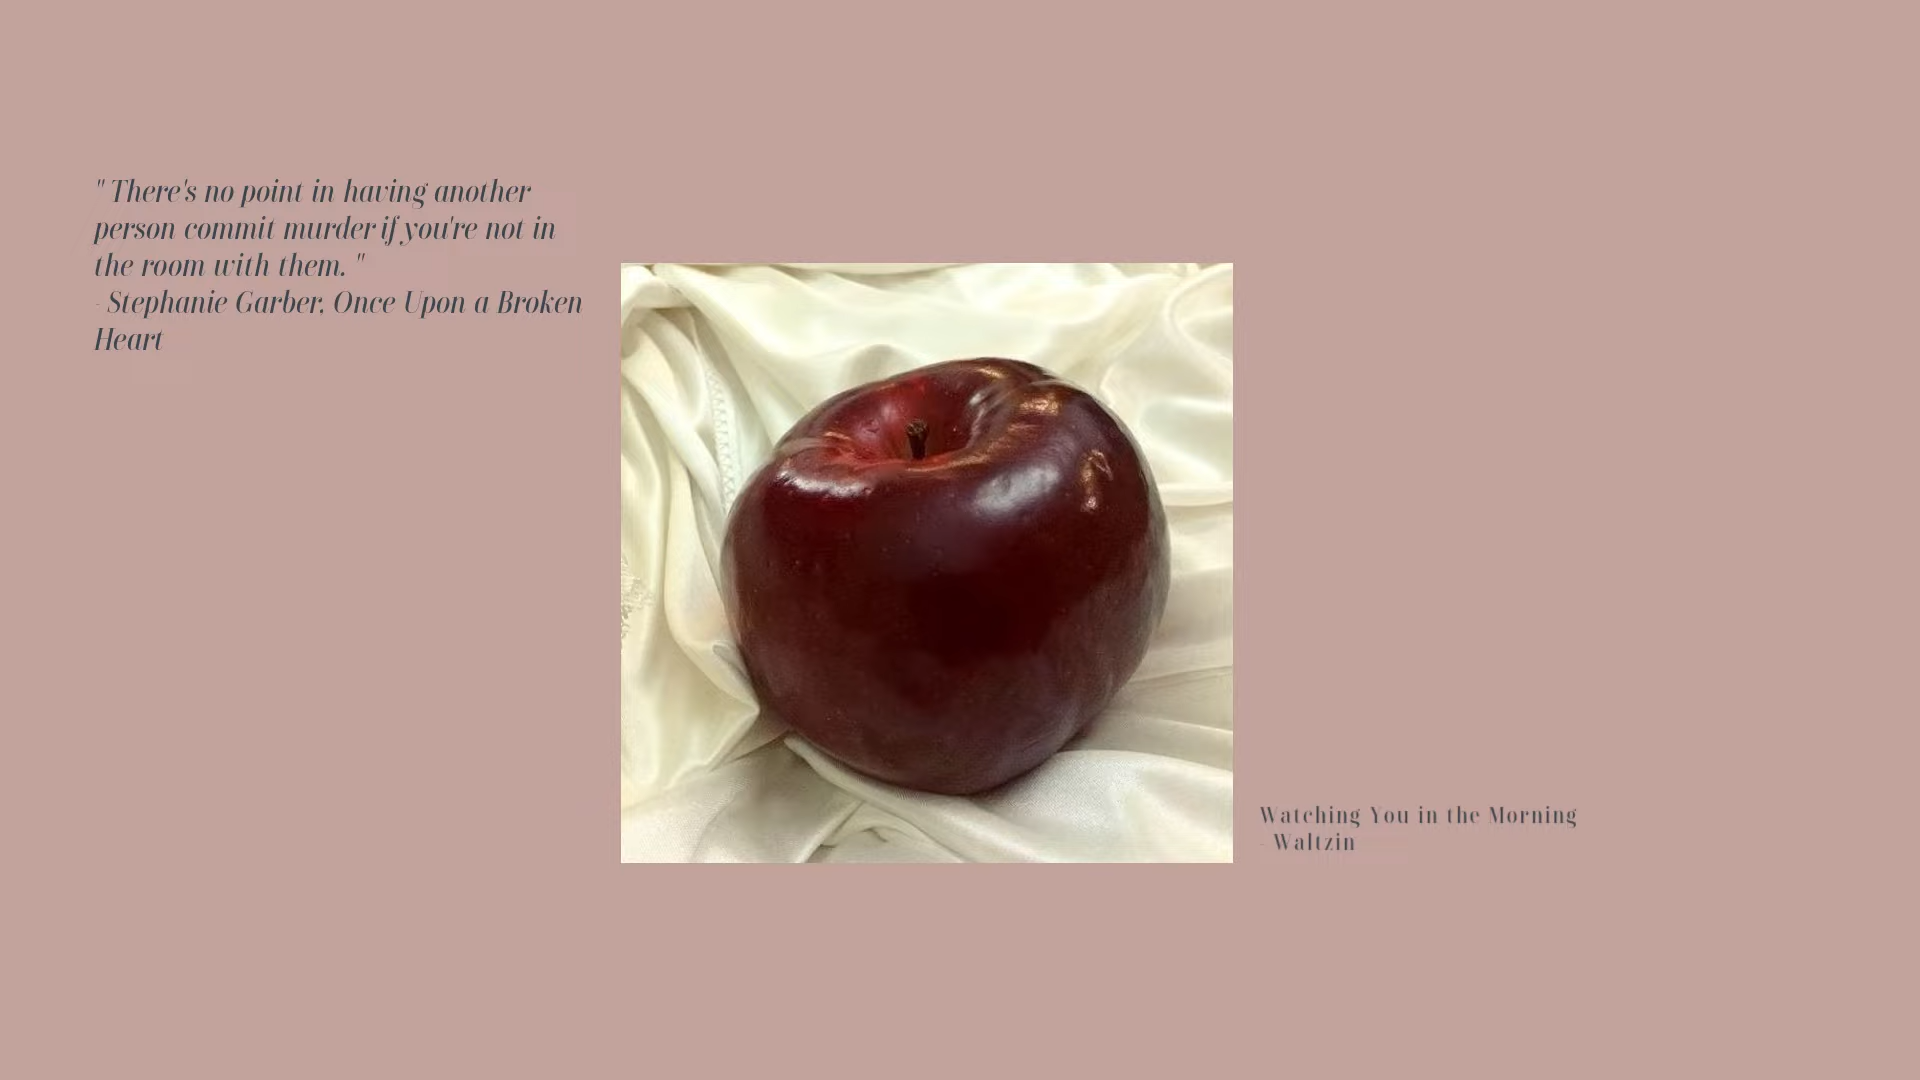 " There's no point in having another
person commit murder if you're not in
the room with them. "
- Stephanie Garber, Once Upon a Broken
Heart
Watching You in the Morning
- Waltzin